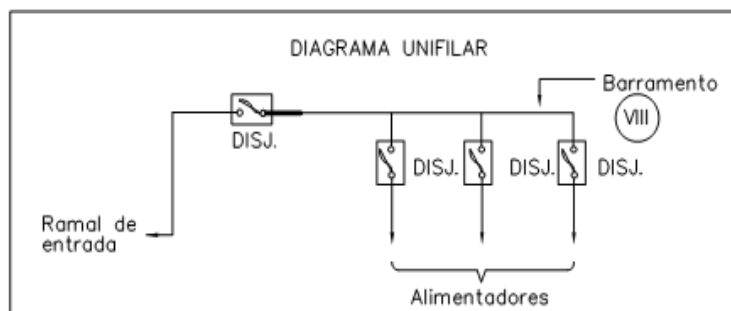 DIAGRAMA UNIFILAR
Barramento
VIII
DISJ.
DISJ.
DISJ.
DISJ.
Ramal de
entrada
Alimentadores